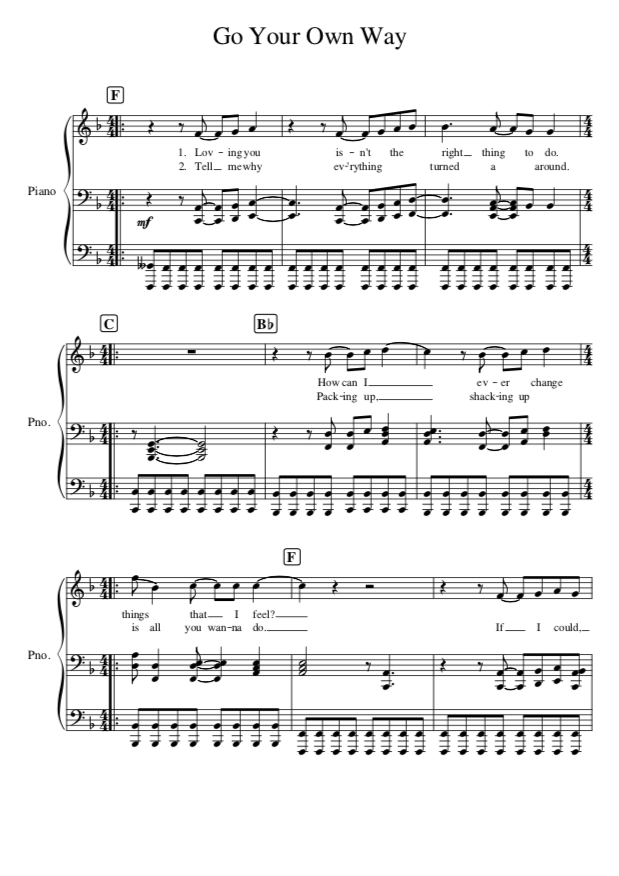 Go Your Own Way
F
1. Lov - ing you is - n't the right thing to do.
2. Tell me why ev-'rything turned a around.
Piano
mf
C B♭
How can I ev - er change
Pack-ing up, shack-ing up
Pno.
F
things that I feel? 
is all you wan-na do. If I could,
Pno.